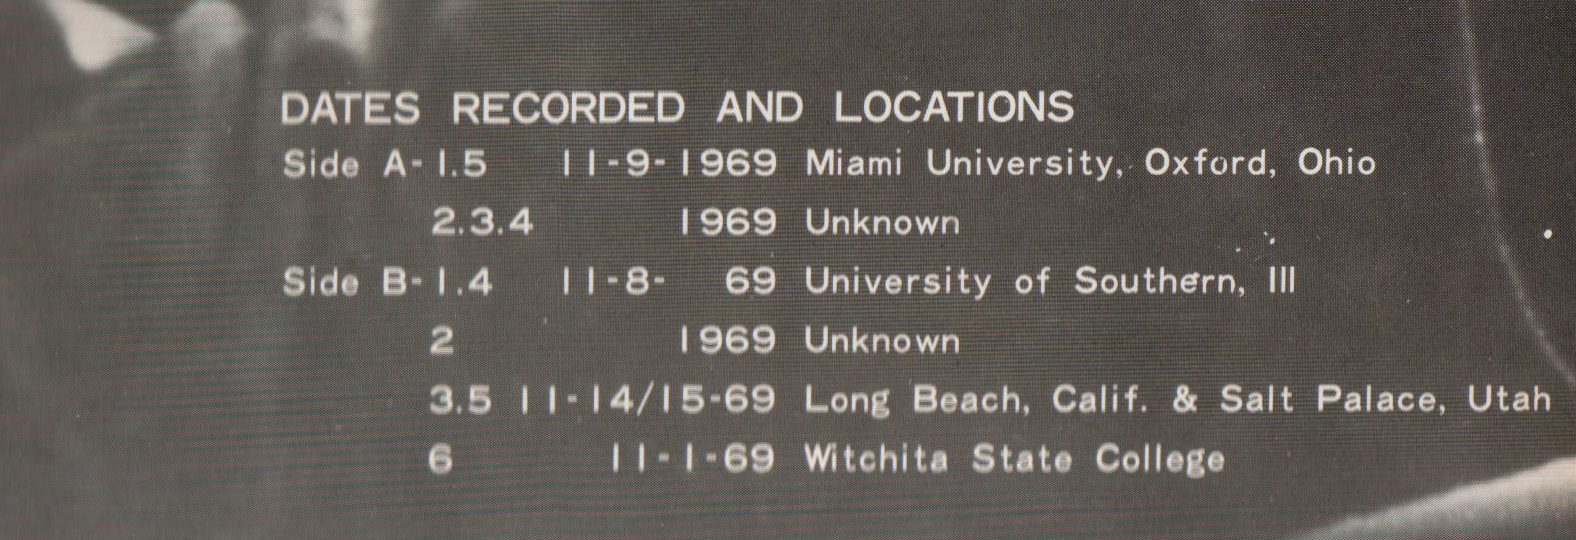 DATES RECORDED AND LOCATIONS
Side A- 1.5 11-9-1969 Miami University, Oxford, Ohio
2.3.4 1969 Unknown
Side B- 1.4 11-8- 69 University of Southern, Ill
2 1969 Unknown
3.5 11-14/15-69 Long Beach, Calif. & Salt Palace, Utah
6 11-1-69 Witchita State College